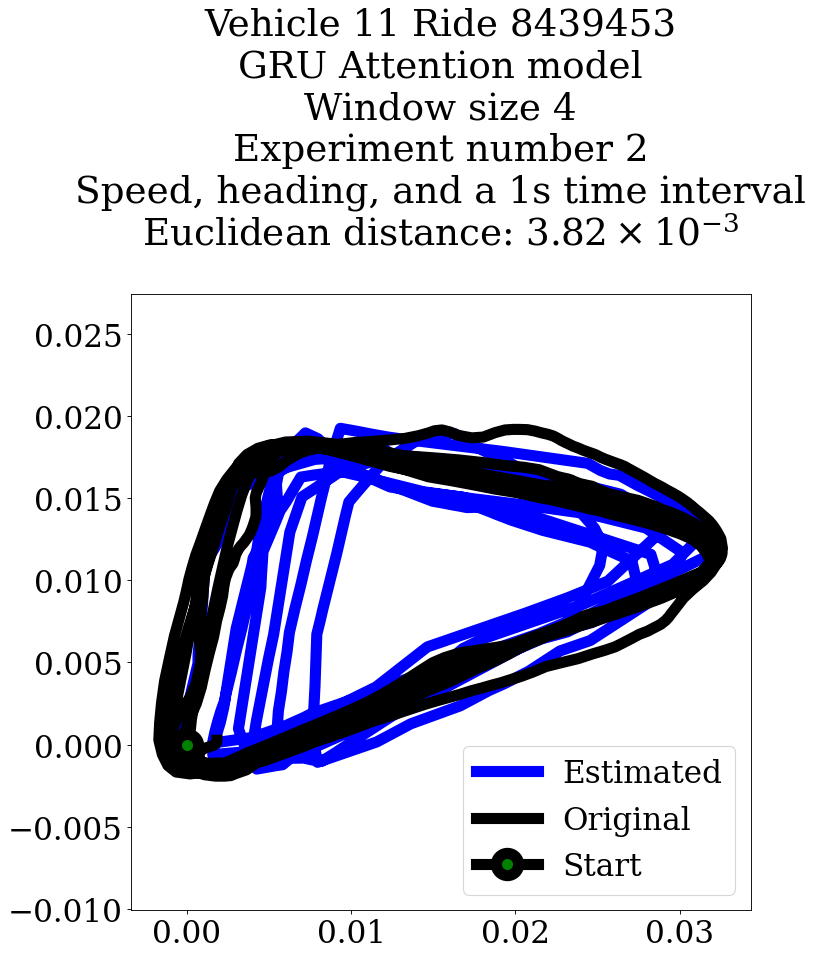 Vehicle 11 Ride 8439453
GRU Attention model
Window size 4
Experiment number 2
Speed, heading, and a 1s time interval
Euclidean distance: 3.82 × 10⁻³
0.025
0.020
0.015
0.010
0.005
0.000
−0.005
−0.010
0.00 0.01 0.02 0.03
Estimated
Original
Start